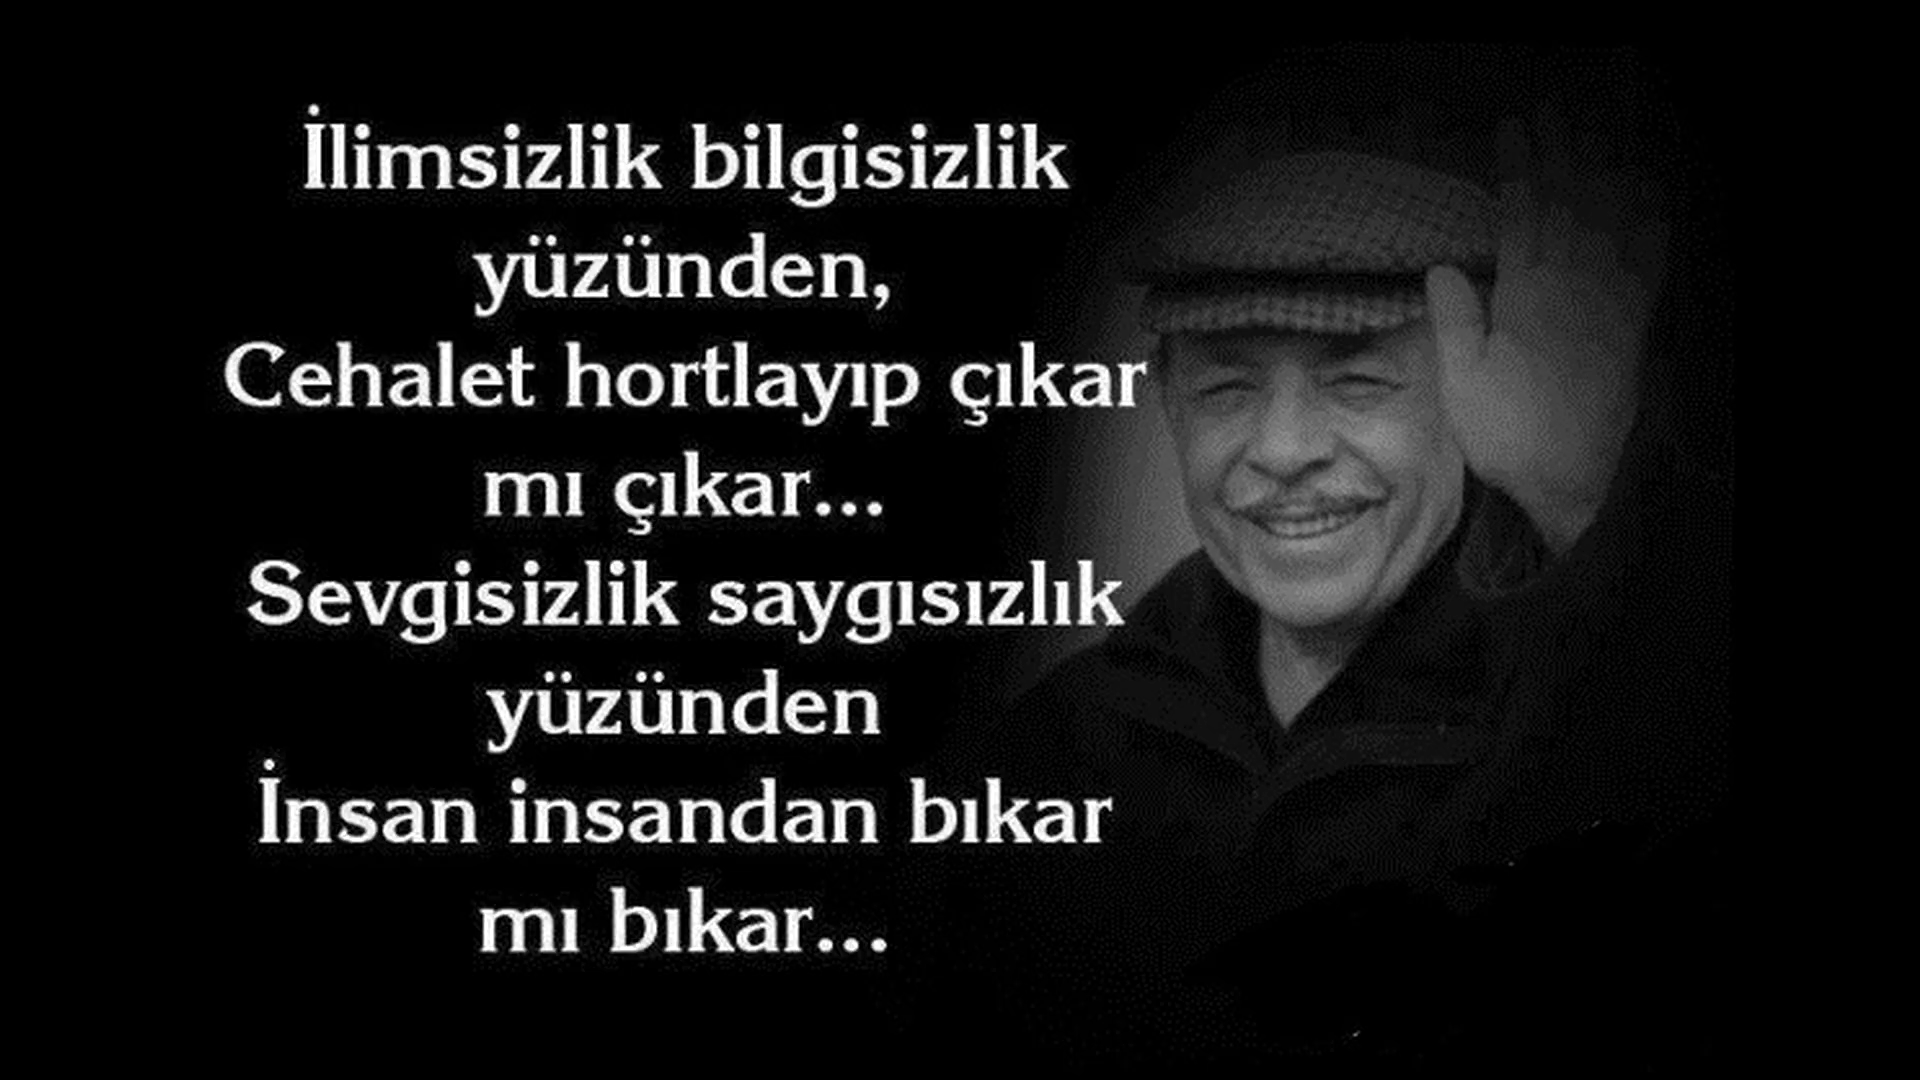 İlimsizlik bilgisizlik
yüzünden,
Cehalet hortlayıp çıkar
mı çıkar...
Sevgisizlik saygısızlık
yüzünden
İnsan insandan bıkar
mı bıkar...